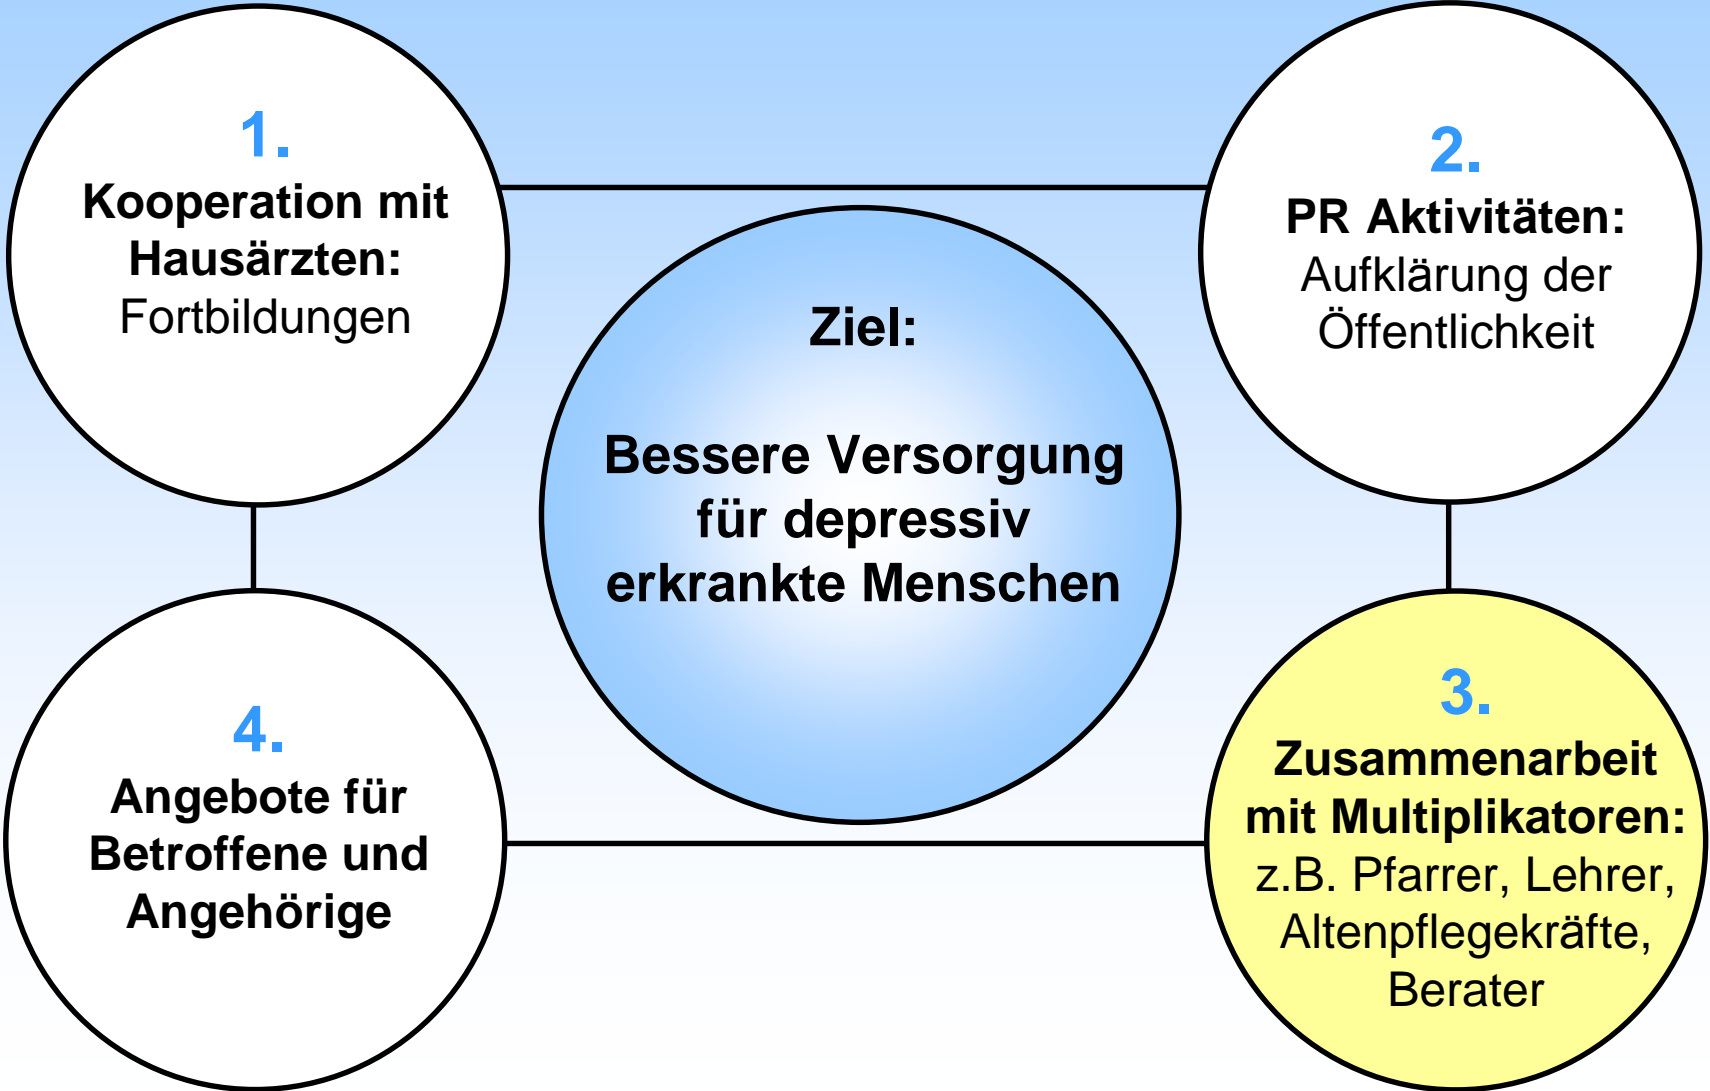 1.
Kooperation mit
Hausärzten:
Fortbildungen
2.
PR Aktivitäten:
Aufklärung der
Öffentlichkeit
Ziel:
Bessere Versorgung
für depressiv
erkrankte Menschen
3.
Zusammenarbeit
mit Multiplikatoren:
z.B. Pfarrer, Lehrer,
Altenpflegekräfte,
Berater
4.
Angebote für
Betroffene und
Angehörige